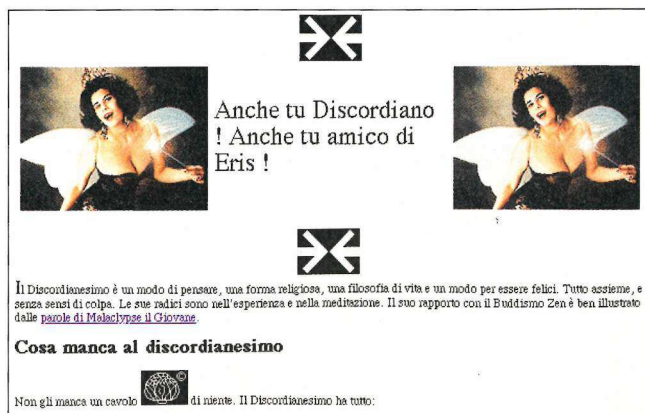 Anche tu Discordiano
! Anche tu amico di
Eris !
Il Discordianesimo è un modo di pensare, una forma religiosa, una filosofia di vita e un modo per essere felici. Tutto assieme, e
senza sensi di colpa. Le sue radici sono nell'esperienza e nella meditazione. Il suo rapporto con il Buddismo Zen è ben illustrato
dalle parole di Malaclypse il Giovane.
Cosa manca al discordianesimo
Non gli manca un cavolo © di niente. Il Discordianesimo ha tutto: